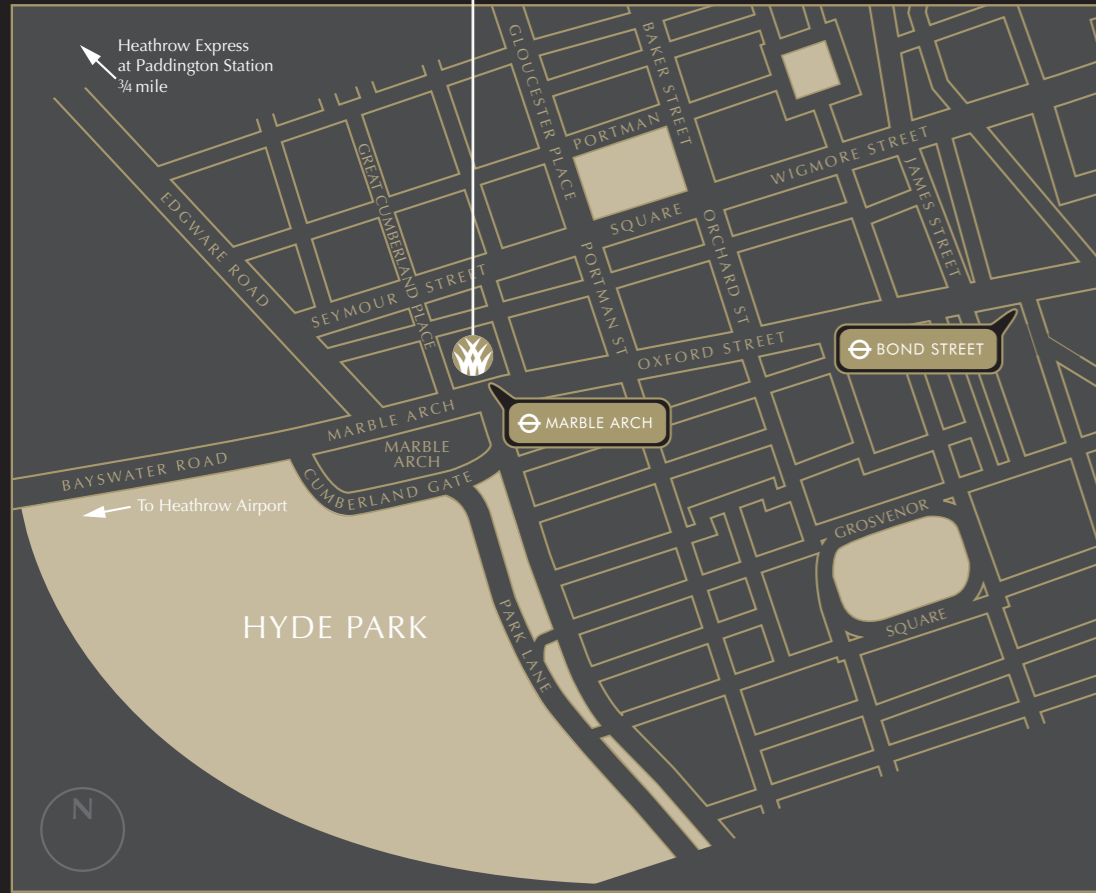 Heathrow Express
at Paddington Station
¾ mile
GLOUCESTER PLACE
BAKER STREET
PORTMAN
SQUARE
WIGMORE STREET
JAMES STREET
GREAT CUMBERLAND PLACE
EDGWARE ROAD
SEYMOUR STREET
PORTMAN ST
ORCHARD ST
OXFORD STREET
BOND STREET
MARBLE ARCH
MARBLE ARCH
MARBLE
ARCH
BAYSWATER ROAD
CUMBERLAND GATE
To Heathrow Airport
GROSVENOR
SQUARE
HYDE PARK
PARK LANE
N